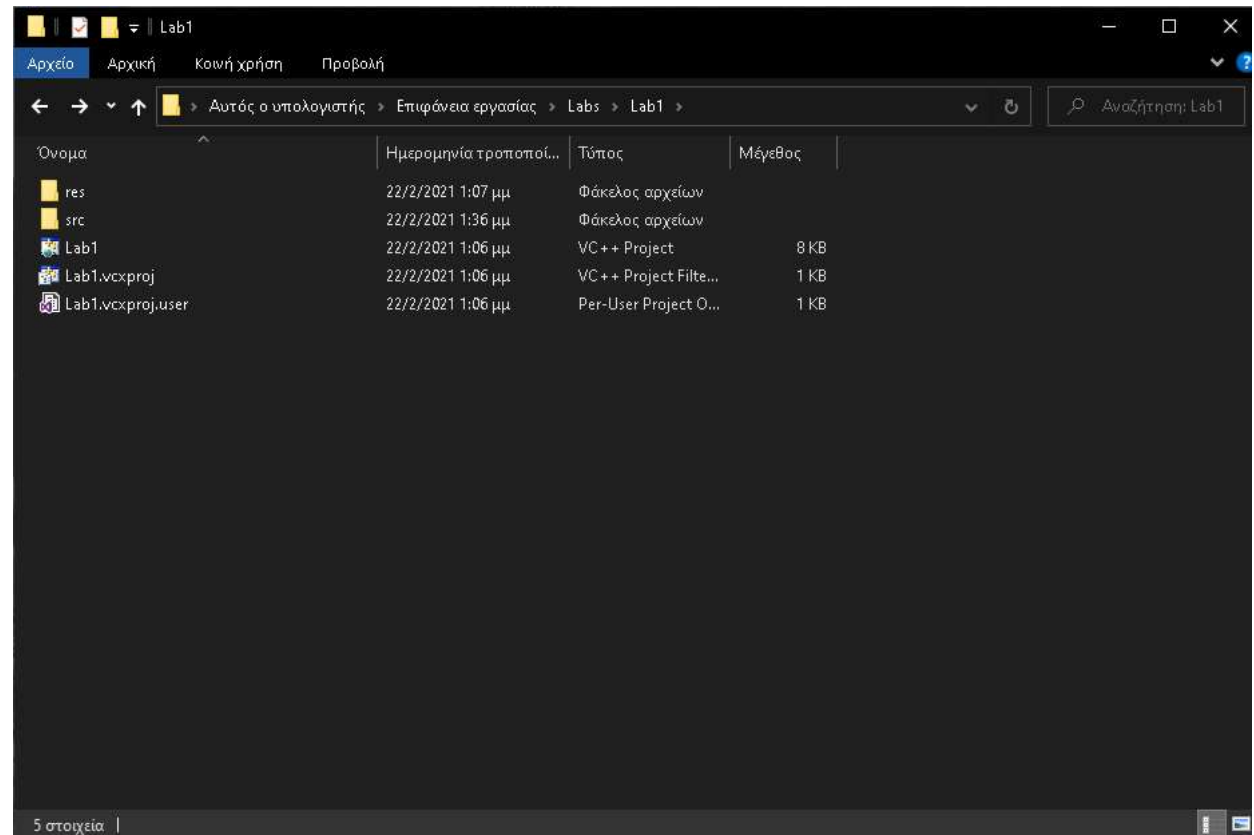 Lab1
Αρχείο Αρχική Κοινή χρήση Προβολή
Αυτός ο υπολογιστής > Επιφάνεια εργασίας > Labs > Lab1 > Αναζήτηση: Lab1
Όνομα Ημερομηνία τροποποί... Τύπος Μέγεθος
res 22/2/2021 1:07 μμ Φάκελος αρχείων
src 22/2/2021 1:36 μμ Φάκελος αρχείων
Lab1 22/2/2021 1:06 μμ VC++ Project 8 KB
Lab1.vcxproj 22/2/2021 1:06 μμ VC++ Project Filte... 1 KB
Lab1.vcxproj.user 22/2/2021 1:06 μμ Per-User Project O... 1 KB
5 στοιχεία